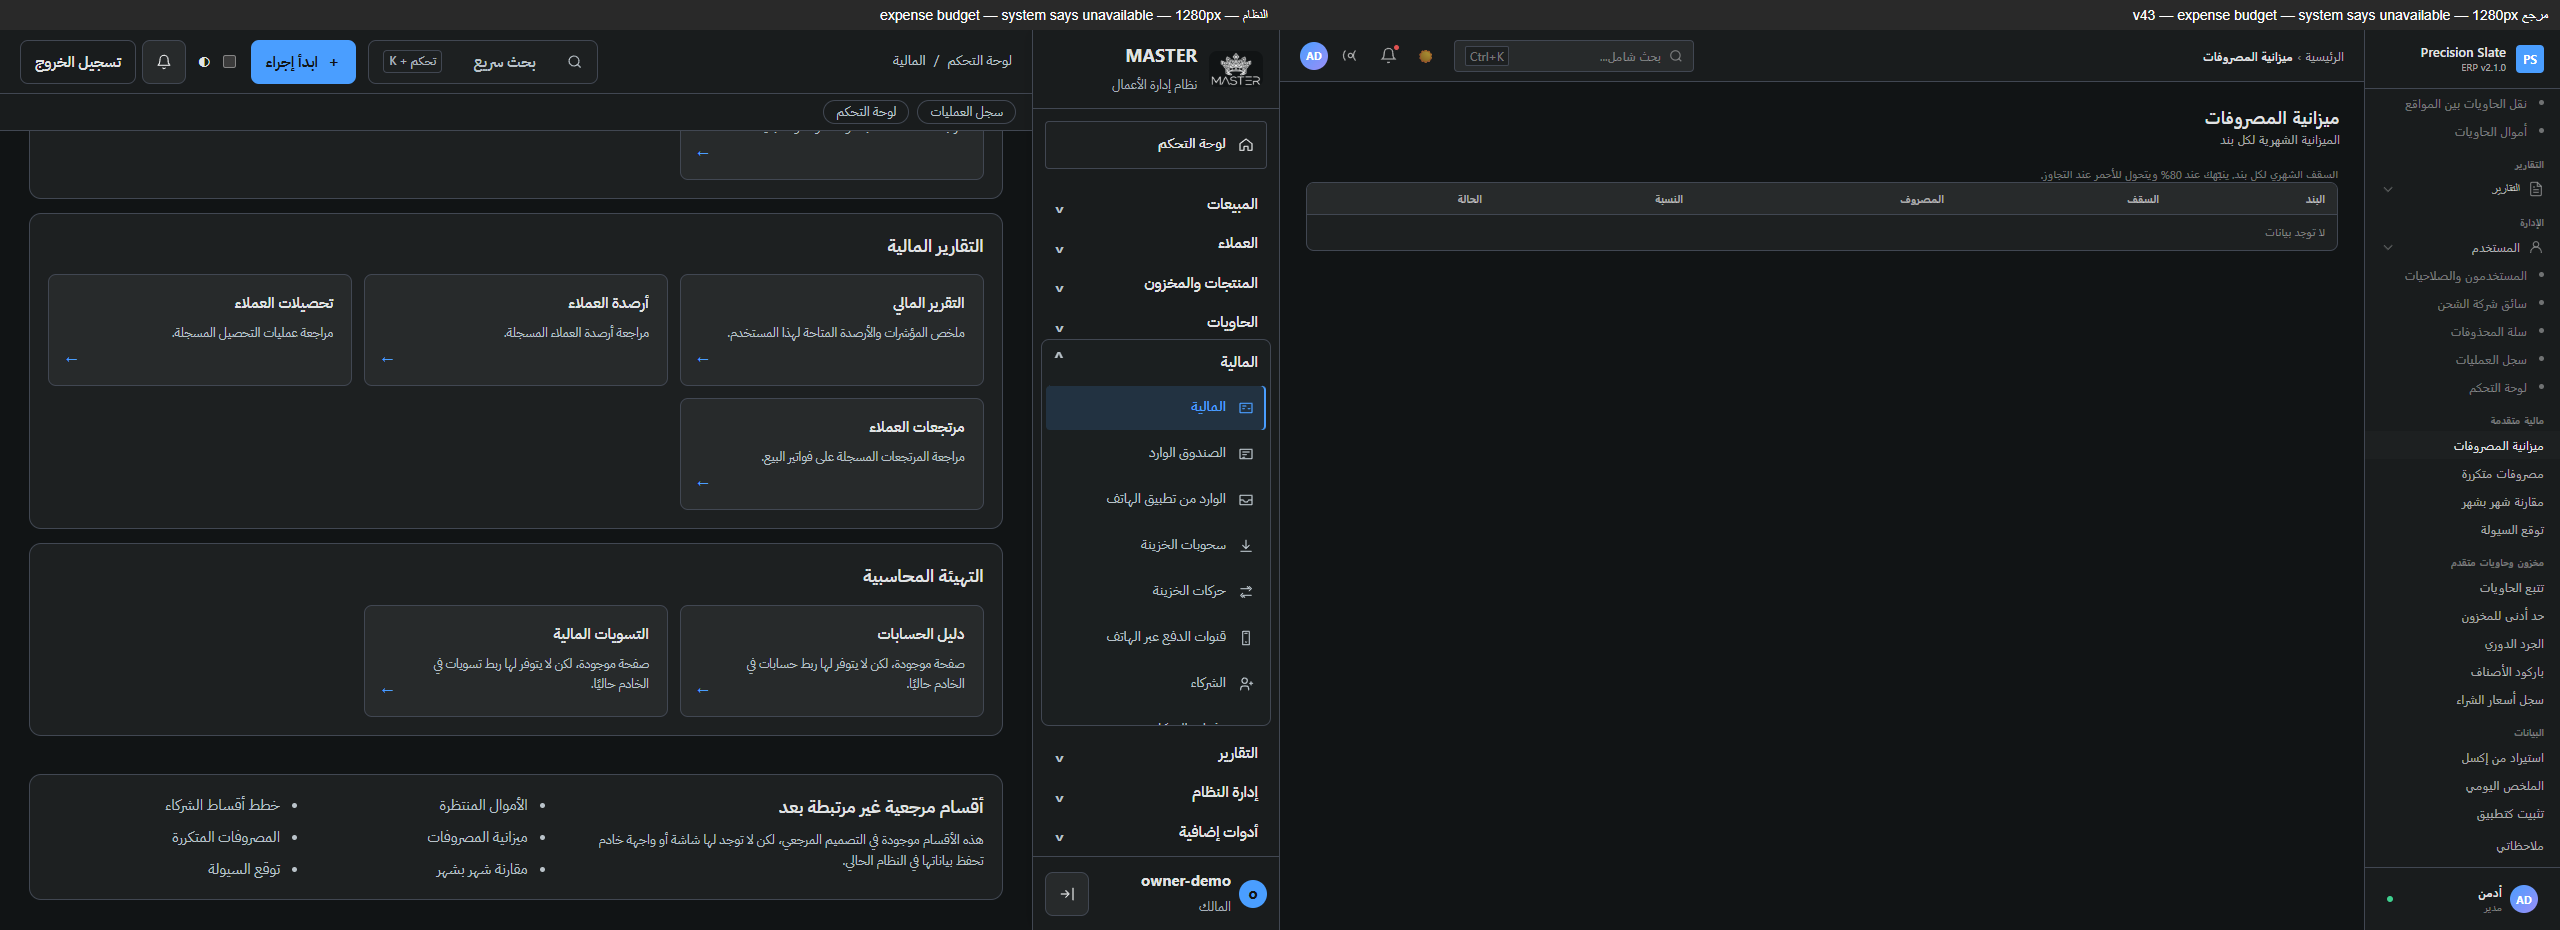 مرجع v43 — expense budget — system says unavailable — 1280px
Precision Slate
ERP v2.1.0
PS
نقل الحاويات بين المواقع
أموال الحاويات
التقارير
التقارير
الإدارة
المستخدم
المستخدمون والصلاحيات
سائق شركة الشحن
سلة المحذوفات
سجل العمليات
لوحة التحكم
مالية متقدمة
ميزانية المصروفات
مصروفات متكررة
مقارنة شهر بشهر
توقع السيولة
مخزون وحاويات متقدم
تتبع الحاويات
حد أدنى للمخزون
الجرد الدوري
باركود الأصناف
سجل أسعار الشراء
البيانات
استيراد من إكسل
الملخص اليومي
تثبيت كتطبيق
ملاحظاتي
أدمن
مدير
AD
الرئيسية › ميزانية المصروفات
بحث شامل...
Ctrl+K
AD
ميزانية المصروفات
الميزانية الشهرية لكل بند
السقف الشهري لكل بند. ينبّهك عند 80% ويتحول للأحمر عند التجاوز.
البند السقف المصروف النسبة الحالة
لا توجد بيانات
النظام — expense budget — system says unavailable — 1280px
MASTER
MASTER
نظام إدارة الأعمال
لوحة التحكم
المبيعات
العملاء
المنتجات والمخزون
الحاويات
المالية
المالية
الصندوق الوارد
الوارد من تطبيق الهاتف
سحوبات الخزينة
حركات الخزينة
قنوات الدفع عبر الهاتف
الشركاء
التقارير
إدارة النظام
أدوات إضافية
owner-demo
المالك
o
لوحة التحكم / المالية
بحث سريع
تحكم + K
+ ابدأ إجراء
تسجيل الخروج
سجل العمليات
لوحة التحكم
التقارير المالية
التقرير المالي
ملخص المؤشرات والأرصدة المتاحة لهذا المستخدم.
أرصدة العملاء
مراجعة أرصدة العملاء المسجلة.
تحصيلات العملاء
مراجعة عمليات التحصيل المسجلة.
مرتجعات العملاء
مراجعة المرتجعات المسجلة على فواتير البيع.
التهيئة المحاسبية
دليل الحسابات
صفحة موجودة، لكن لا يتوفر لها ربط حسابات في
الخادم حاليًا.
التسويات المالية
صفحة موجودة، لكن لا يتوفر لها ربط تسويات في
الخادم حاليًا.
أقسام مرجعية غير مرتبطة بعد
هذه الأقسام موجودة في التصميم المرجعي، لكن لا توجد لها شاشة أو واجهة خادم
تحفظ بياناتها في النظام الحالي.
الأموال المنتظرة
خطط أقساط الشركاء
ميزانية المصروفات
المصروفات المتكررة
مقارنة شهر بشهر
توقع السيولة